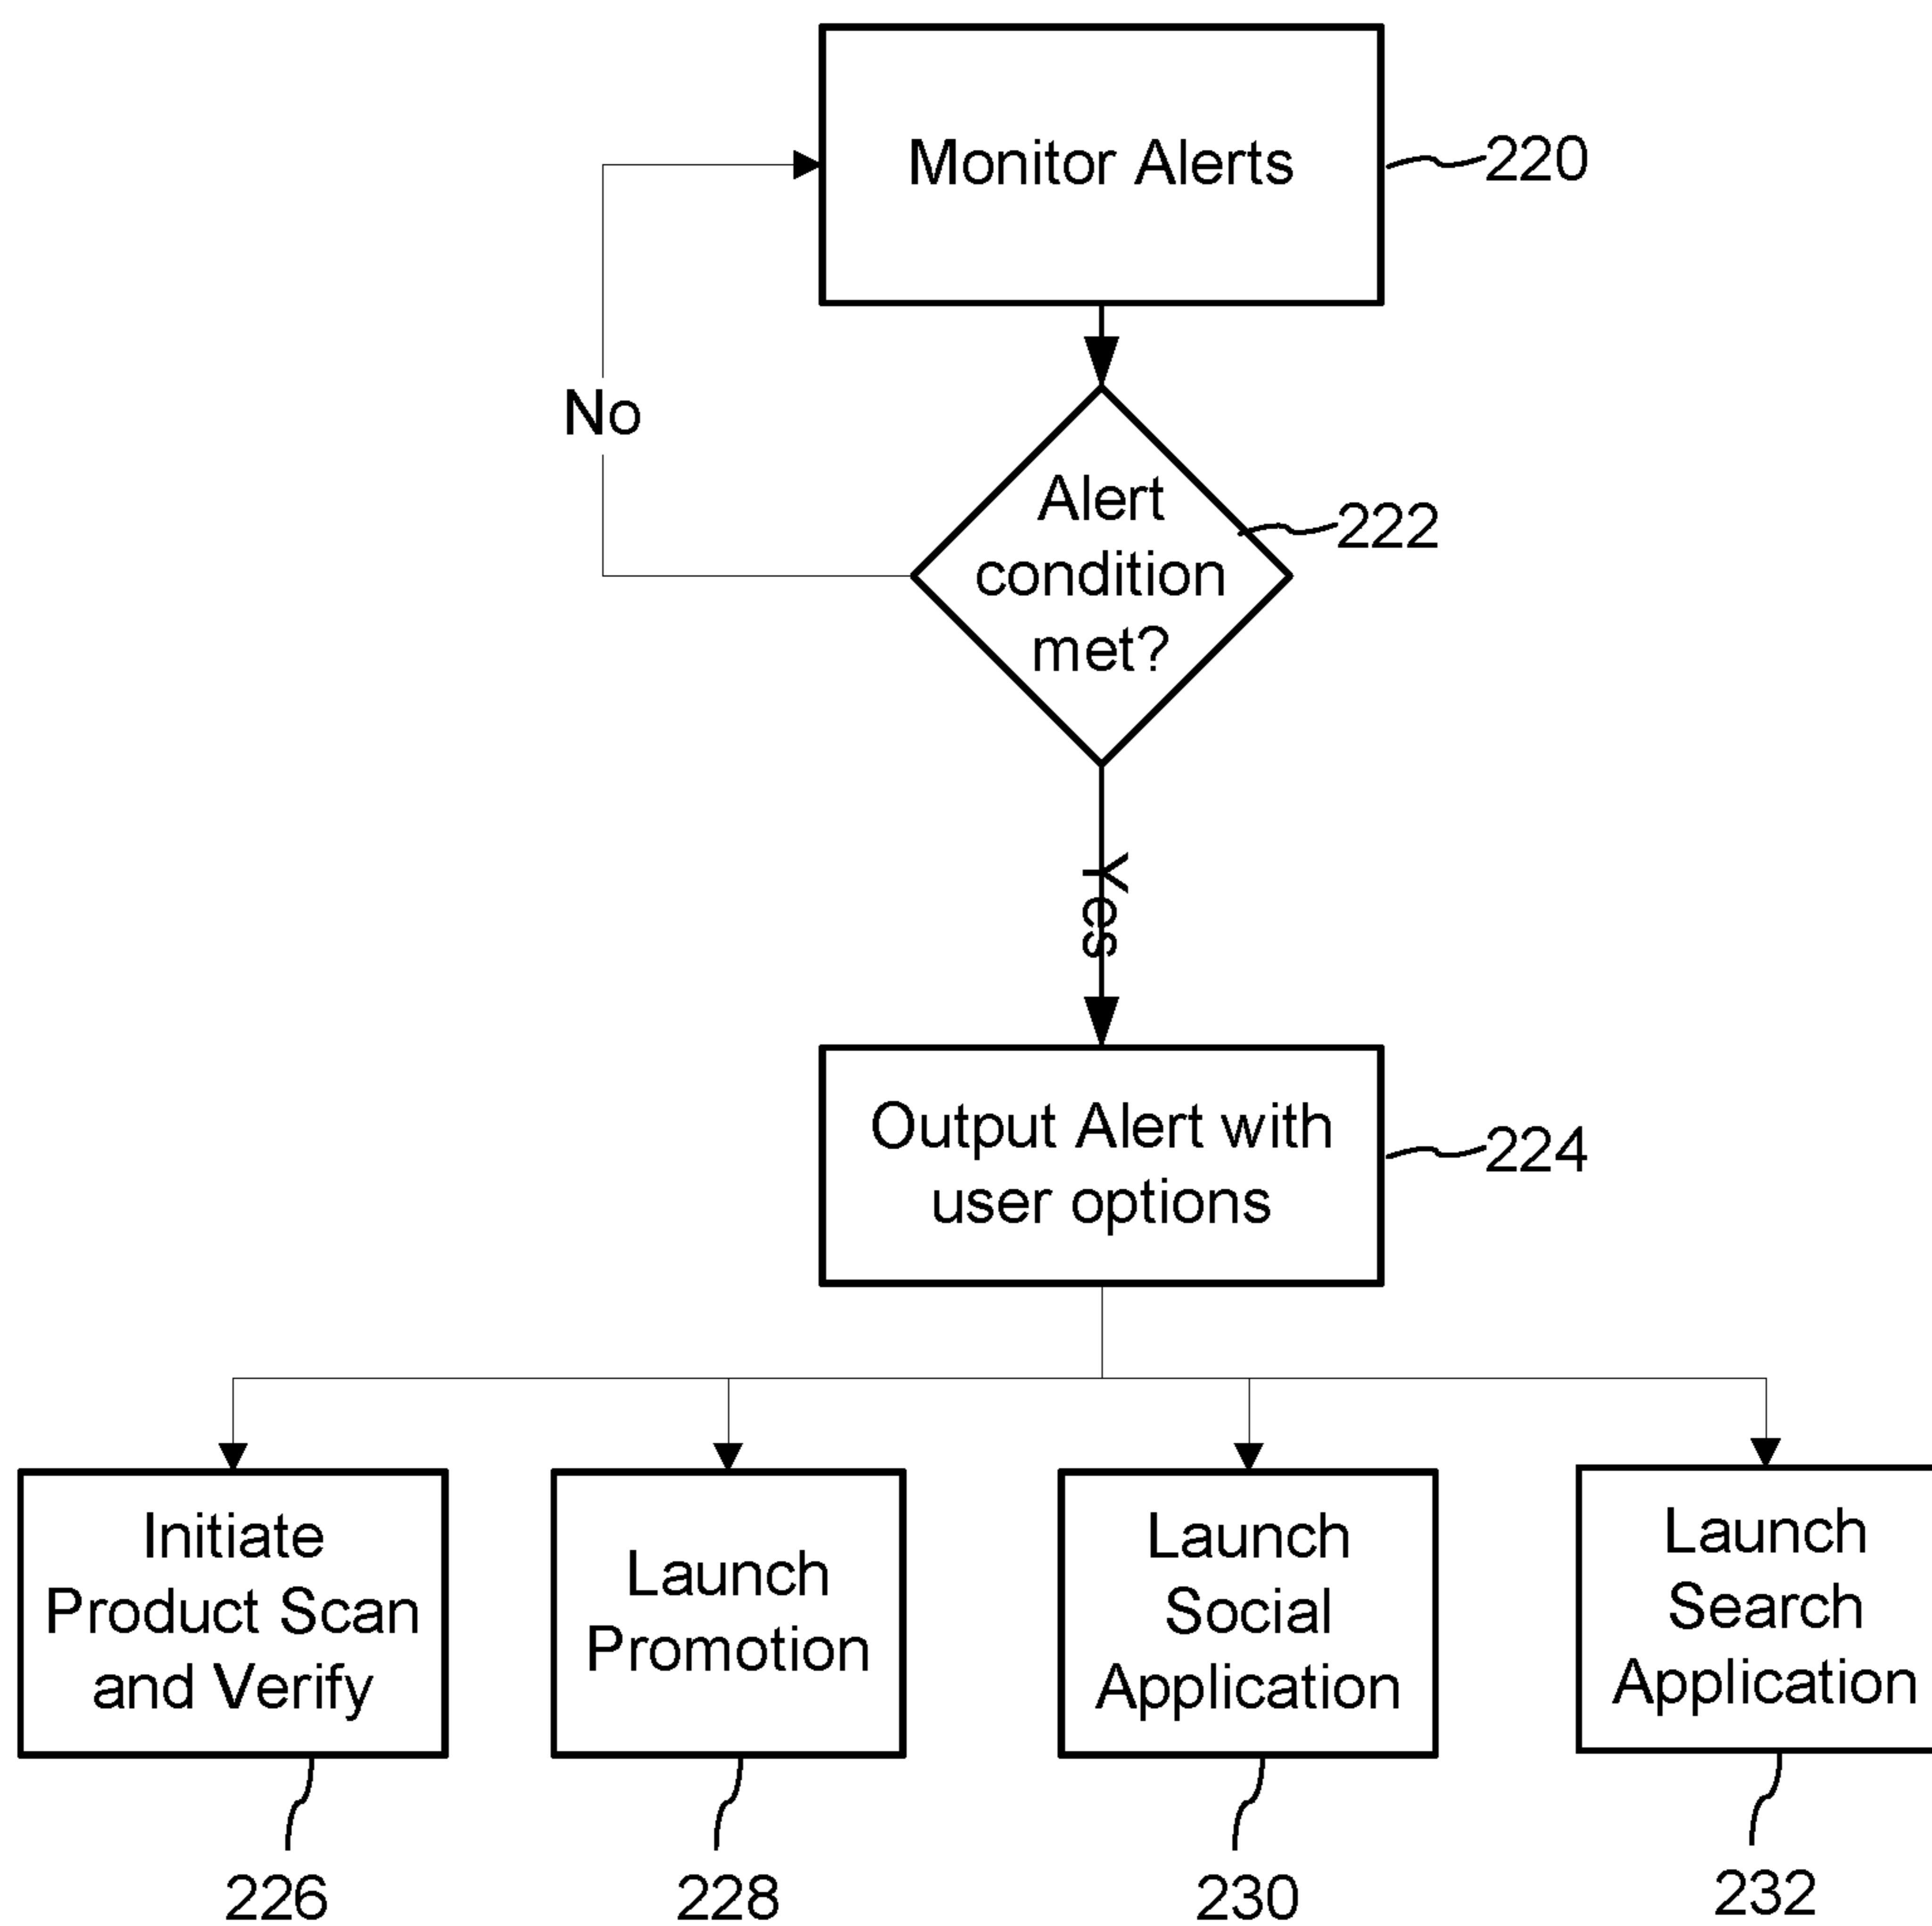 Monitor Alerts
220
No
Alert
condition
met?
222
Yes
Output Alert with
user options
224
Initiate
Product Scan
and Verify
Launch
Promotion
Launch
Social
Application
Launch
Search
Application
226
228
230
232